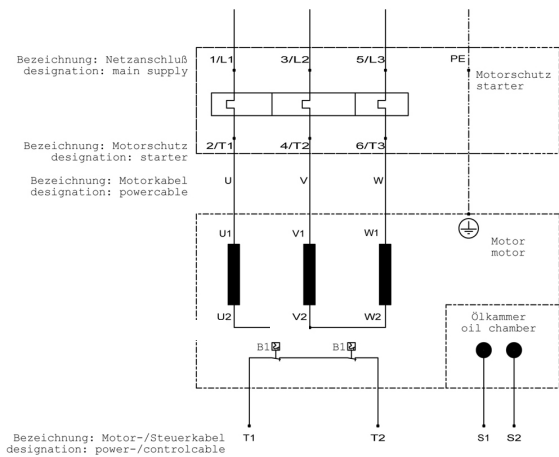 Bezeichnung: Netzanschluß
designation: main supply
1/L1 3/L2 5/L3 PE
Motorschutz
starter
Bezeichnung: Motorschutz
designation: starter
2/T1 4/T2 6/T3
Bezeichnung: Motorkabel
designation: powercable
U V W
U1 V1 W1
Motor
motor
U2 V2 W2
Ölkammer
oil chamber
B1 B1
Bezeichnung: Motor-/Steuerkabel
designation: power-/controlcable
T1 T2 S1 S2